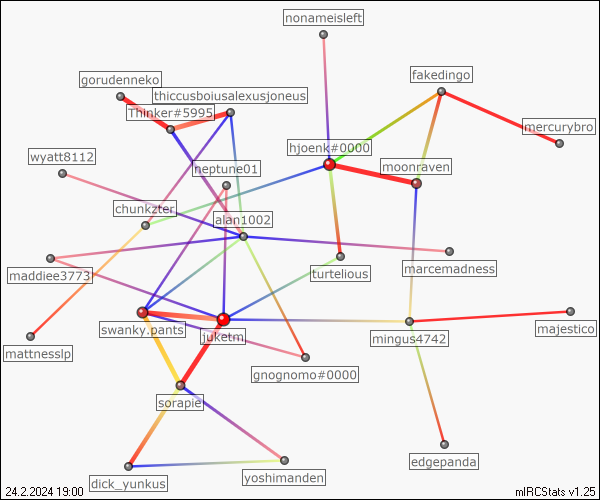 nonameisleft
gorudenneko
fakedingo
thiccusboiusalexusjoneus
Thinker#5995
mercurybro
hjoenk#0000
wyatt8112
neptune01
moonraven
chunkzter
alan1002
maddiee3773
turtelious
marcemadness
swanky.pants
juketm
mingus4742
majestico
mattnesslp
gnognomo#0000
sorapie
edgepanda
dick_yunkus
yoshimanden
24.2.2024 19:00
mIRCStats v1.25